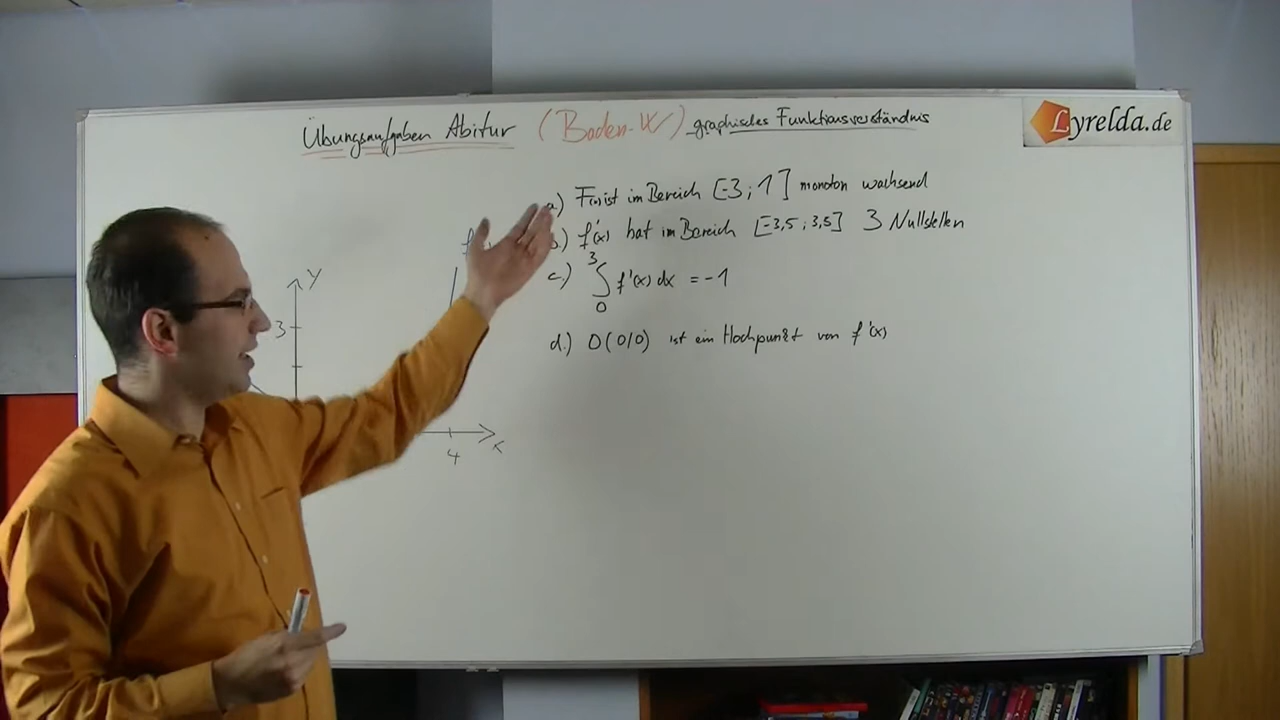 Übungsaufgaben Abitur (Baden-W) graphisches Funktionsverständnis
Lyrelda.de
a) F(x) ist im Bereich [-3; 1] monoton wachsend
b.) f'(x) hat im Bereich [-3,5 ; 3,5] 3 Nullstellen
c.) ∫₀³ f'(x) dx = -1
d.) O(0/0) ist ein Hochpunkt von f'(x)
y
3
x
4